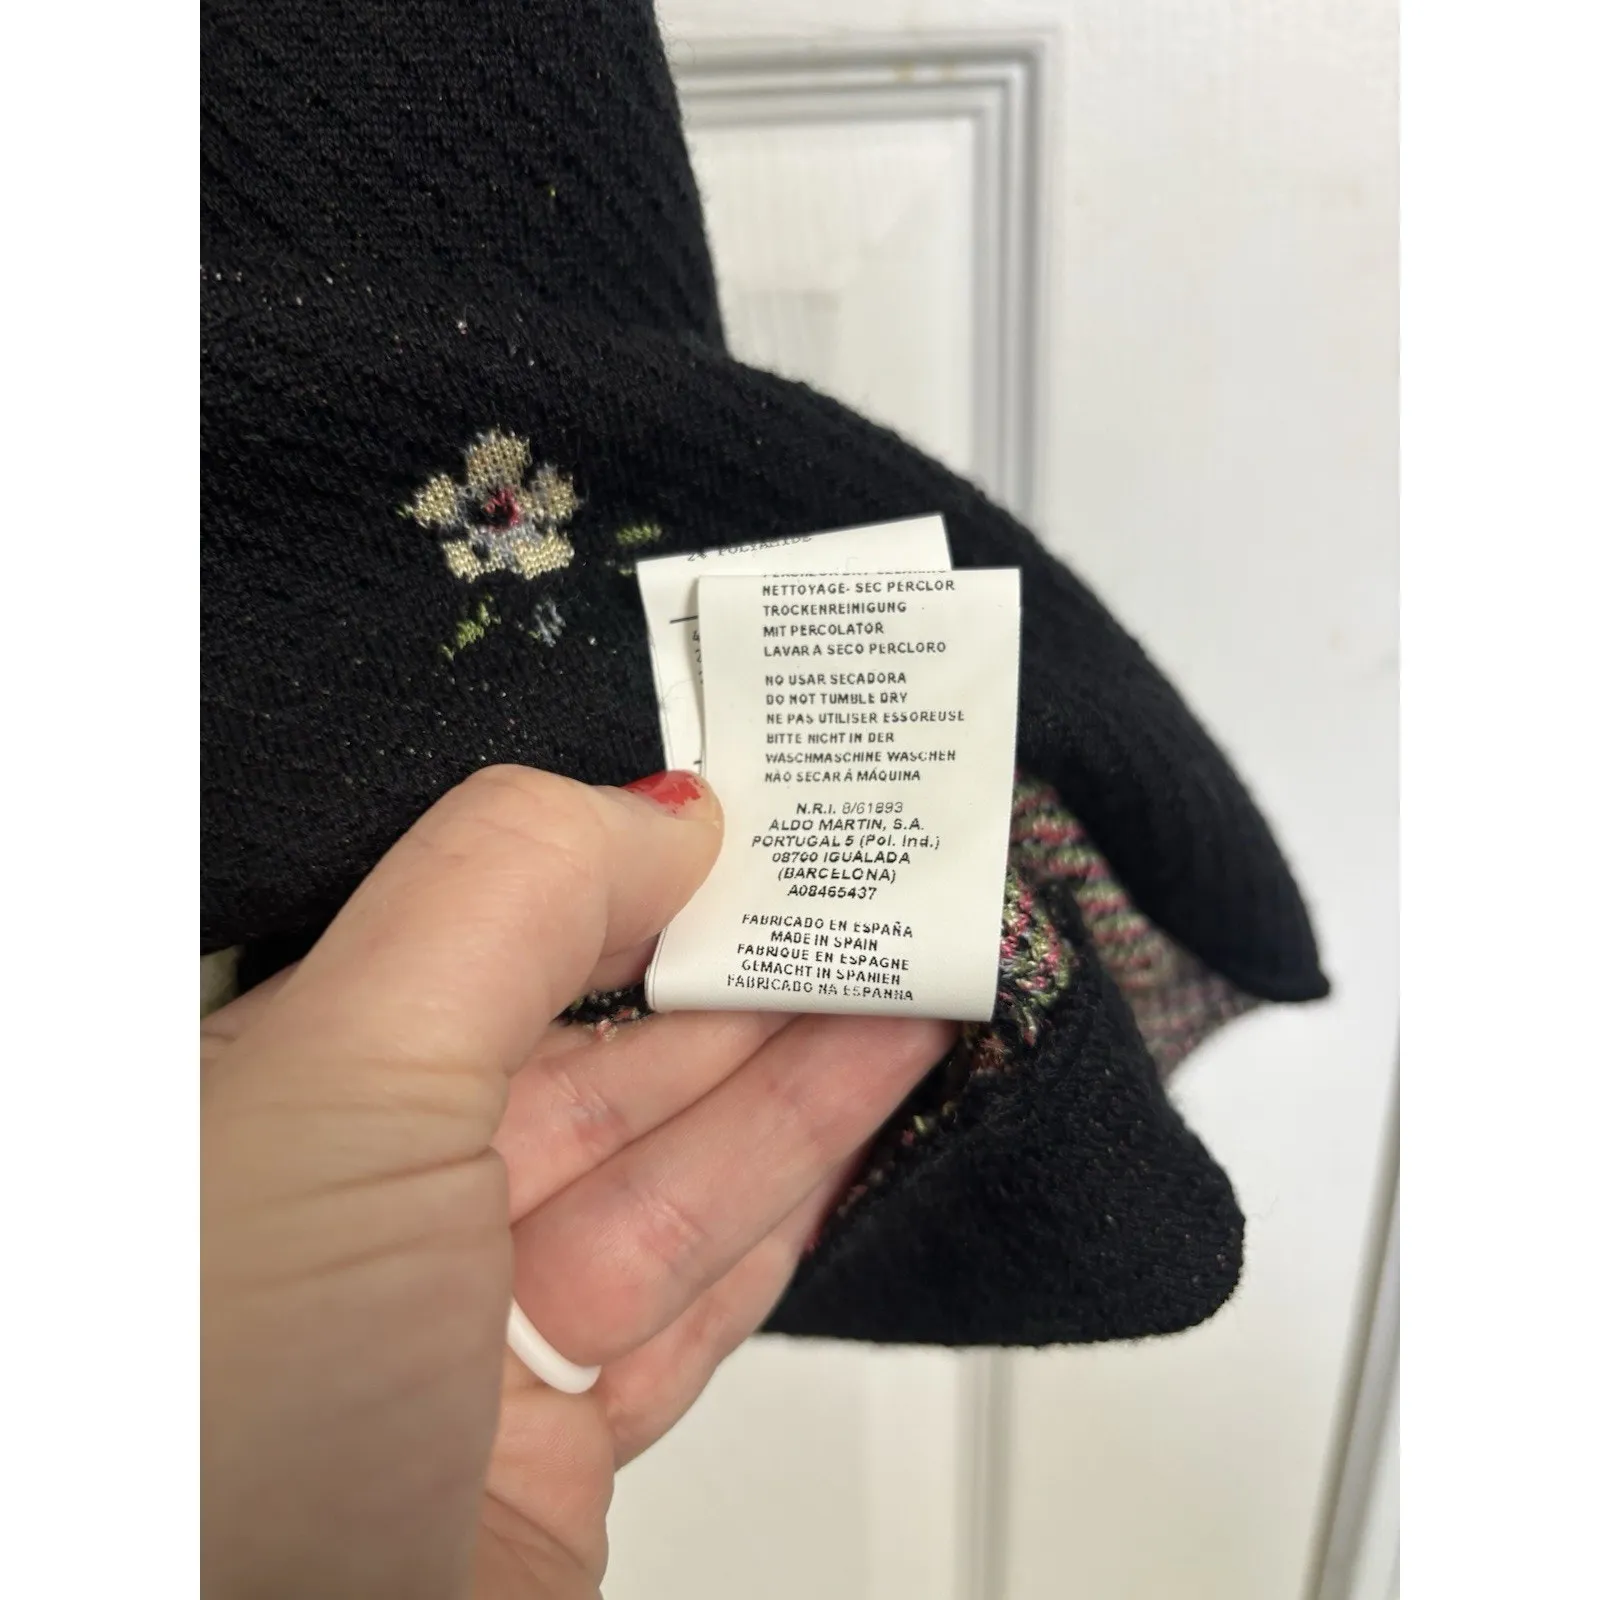 2% POLYAMIDE
NETTOYAGE- SEC PERCLOR
TROCKENREINIGUNG
MIT PERCOLATOR
LAVAR A SECO PERCLORO
NO USAR SECADORA
DO NOT TUMBLE DRY
NE PAS UTILISER ESSOREUSE
BITTE NICHT IN DER
WASCHMASCHINE WASCHEN
NÃO SECAR Á MÁQUINA
N.R.I. 8/61893
ALDO MARTIN, S.A.
PORTUGAL 5 (Pol. Ind.)
08700 IGUALADA
(BARCELONA)
A08465437
FABRICADO EN ESPAÑA
MADE IN SPAIN
FABRIQUE EN ESPAGNE
GEMACHT IN SPANIEN
FABRICADO NA ESPANHA